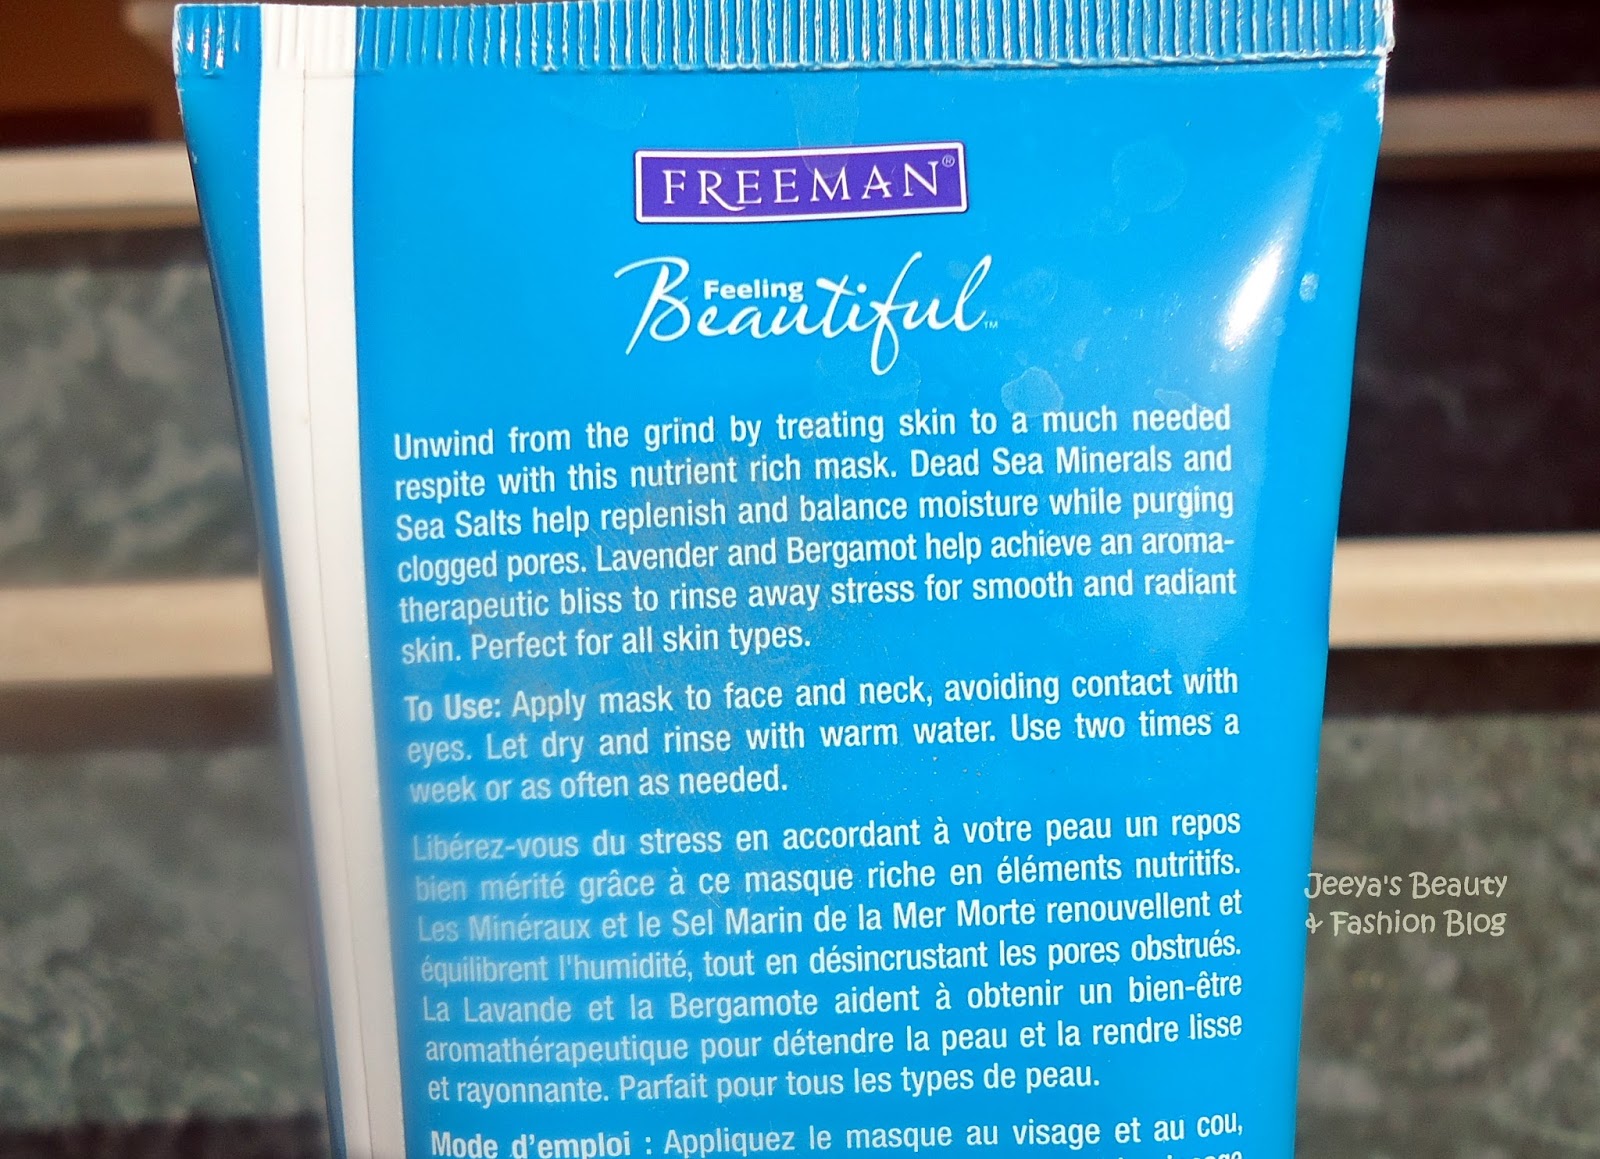 FREEMAN®
Feeling
Beautiful™
Unwind from the grind by treating skin to a much needed
respite with this nutrient rich mask. Dead Sea Minerals and
Sea Salts help replenish and balance moisture while purging
clogged pores. Lavender and Bergamot help achieve an aroma-
therapeutic bliss to rinse away stress for smooth and radiant
skin. Perfect for all skin types.
To Use: Apply mask to face and neck, avoiding contact with
eyes. Let dry and rinse with warm water. Use two times a
week or as often as needed.
Libérez-vous du stress en accordant à votre peau un repos
bien mérité grâce à ce masque riche en éléments nutritifs.
Les Minéraux et le Sel Marin de la Mer Morte renouvellent et
équilibrent l'humidité, tout en désincrustant les pores obstrués.
La Lavande et la Bergamote aident à obtenir un bien-être
aromathérapeutique pour détendre la peau et la rendre lisse
et rayonnante. Parfait pour tous les types de peau.
Mode d'emploi : Appliquez le masque au visage et au cou,
Jeeya's Beauty
& Fashion Blog